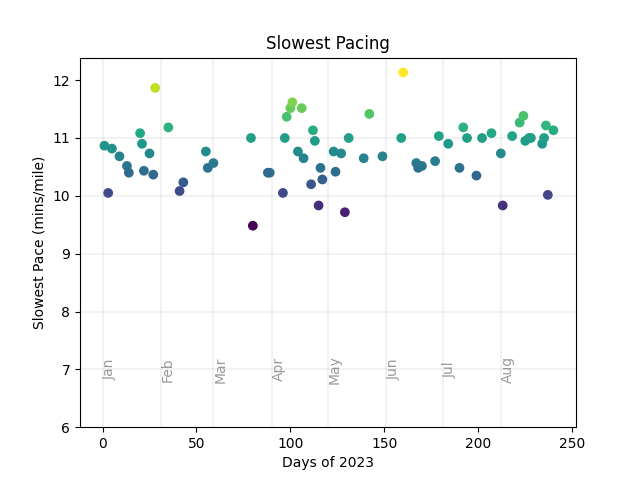 Slowest Pacing
Slowest Pace (mins/mile)
12
11
10
9
8
7
6
Jan
Feb
Mar
Apr
May
Jun
Jul
Aug
0
50
100
150
200
250
Days of 2023